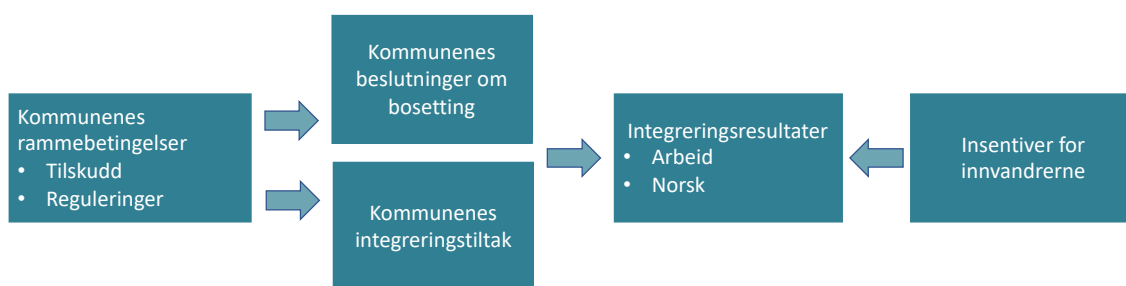 Kommunenes
rammebetingelser
• Tilskudd
• Reguleringer
Kommunenes
beslutninger om
bosetting
Kommunenes
integreringstiltak
Integreringsresultater
• Arbeid
• Norsk
Insentiver for
innvandrerne